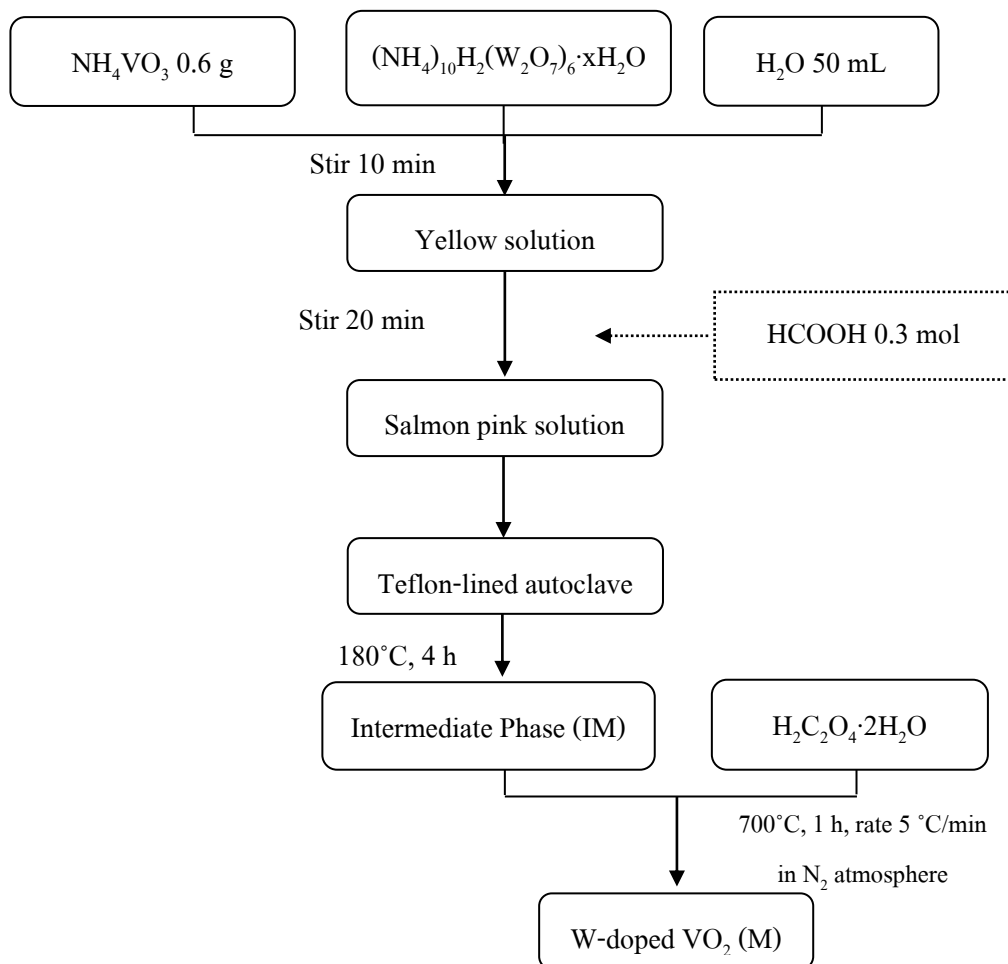 NH₄VO₃ 0.6 g
(NH₄)₁₀H₂(W₂O₇)₆·xH₂O
H₂O 50 mL
Stir 10 min
Yellow solution
Stir 20 min
HCOOH 0.3 mol
Salmon pink solution
Teflon-lined autoclave
180˚C, 4 h
Intermediate Phase (IM)
H₂C₂O₄·2H₂O
700˚C, 1 h, rate 5 ˚C/min
in N₂ atmosphere
W-doped VO₂ (M)